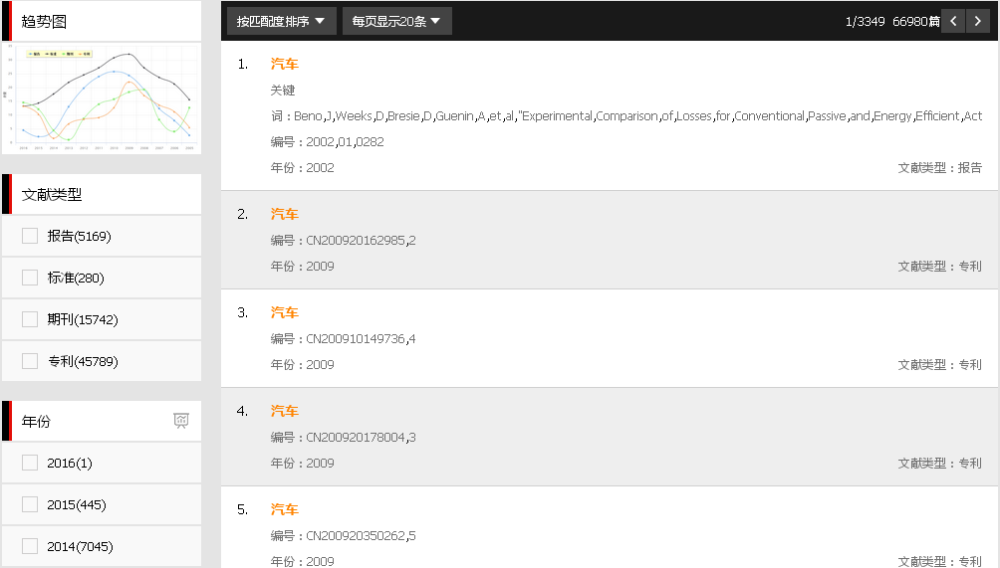 趋势图
文献类型
报告(5169)
标准(280)
期刊(15742)
专利(45789)
年份
2016(1)
2015(445)
2014(7045)
按匹配度排序
每页显示20条
1/3349 66980篇
1. 汽车
关键
词：Beno,J,Weeks,D,Bresie,D,Guenin,A,et,al,"Experimental,Comparison,of,Losses,for,Conventional,Passive,and,Energy,Efficient,Act
编号：2002,01,0282
年份：2002 文献类型：报告
2. 汽车
编号：CN200920162985,2
年份：2009 文献类型：专利
3. 汽车
编号：CN200910149736,4
年份：2009 文献类型：专利
4. 汽车
编号：CN200920178004,3
年份：2009 文献类型：专利
5. 汽车
编号：CN200920350262,5
年份：2009 文献类型：专利